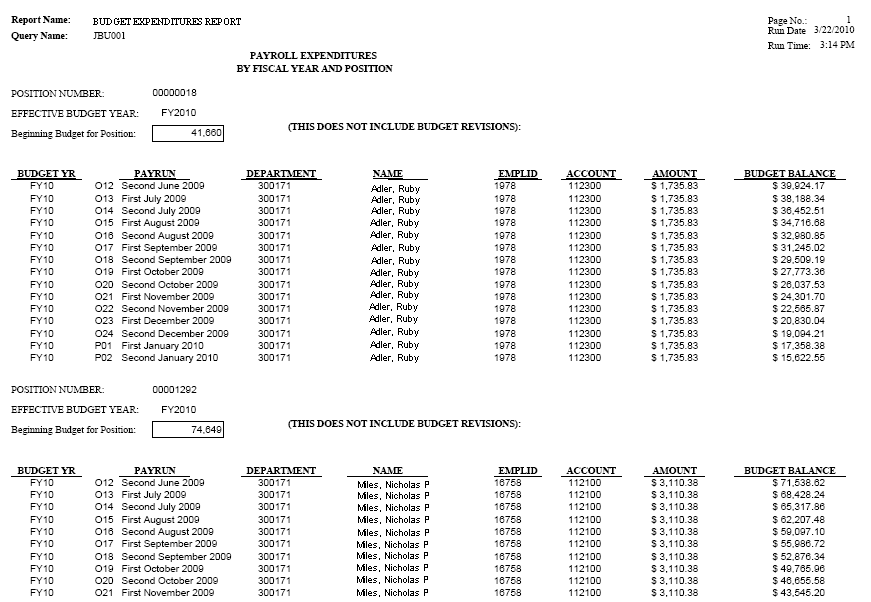 Report Name: BUDGET EXPENDITURES REPORT Page No.: 1
Query Name: JBU001 Run Date 3/22/2010
Run Time: 3:14 PM
PAYROLL EXPENDITURES
BY FISCAL YEAR AND POSITION
POSITION NUMBER: 00000018
EFFECTIVE BUDGET YEAR: FY2010
Beginning Budget for Position: 41,660 (THIS DOES NOT INCLUDE BUDGET REVISIONS):
BUDGET YR PAYRUN DEPARTMENT NAME EMPLID ACCOUNT AMOUNT BUDGET BALANCE
FY10 O12 Second June 2009 300171 Adler, Ruby 1978 112300 $ 1,735.83 $ 39,924.17
FY10 O13 First July 2009 300171 Adler, Ruby 1978 112300 $ 1,735.83 $ 38,188.34
FY10 O14 Second July 2009 300171 Adler, Ruby 1978 112300 $ 1,735.83 $ 36,452.51
FY10 O15 First August 2009 300171 Adler, Ruby 1978 112300 $ 1,735.83 $ 34,716.68
FY10 O16 Second August 2009 300171 Adler, Ruby 1978 112300 $ 1,735.83 $ 32,980.85
FY10 O17 First September 2009 300171 Adler, Ruby 1978 112300 $ 1,735.83 $ 31,245.02
FY10 O18 Second September 2009 300171 Adler, Ruby 1978 112300 $ 1,735.83 $ 29,509.19
FY10 O19 First October 2009 300171 Adler, Ruby 1978 112300 $ 1,735.83 $ 27,773.36
FY10 O20 Second October 2009 300171 Adler, Ruby 1978 112300 $ 1,735.83 $ 26,037.53
FY10 O21 First November 2009 300171 Adler, Ruby 1978 112300 $ 1,735.83 $ 24,301.70
FY10 O22 Second November 2009 300171 Adler, Ruby 1978 112300 $ 1,735.83 $ 22,565.87
FY10 O23 First December 2009 300171 Adler, Ruby 1978 112300 $ 1,735.83 $ 20,830.04
FY10 O24 Second December 2009 300171 Adler, Ruby 1978 112300 $ 1,735.83 $ 19,094.21
FY10 P01 First January 2010 300171 Adler, Ruby 1978 112300 $ 1,735.83 $ 17,358.38
FY10 P02 Second January 2010 300171 Adler, Ruby 1978 112300 $ 1,735.83 $ 15,622.55
POSITION NUMBER: 00001292
EFFECTIVE BUDGET YEAR: FY2010
Beginning Budget for Position: 74,649 (THIS DOES NOT INCLUDE BUDGET REVISIONS):
BUDGET YR PAYRUN DEPARTMENT NAME EMPLID ACCOUNT AMOUNT BUDGET BALANCE
FY10 O12 Second June 2009 300171 Miles, Nicholas P 16758 112100 $ 3,110.38 $ 71,538.62
FY10 O13 First July 2009 300171 Miles, Nicholas P 16758 112100 $ 3,110.38 $ 68,428.24
FY10 O14 Second July 2009 300171 Miles, Nicholas P 16758 112100 $ 3,110.38 $ 65,317.86
FY10 O15 First August 2009 300171 Miles, Nicholas P 16758 112100 $ 3,110.38 $ 62,207.48
FY10 O16 Second August 2009 300171 Miles, Nicholas P 16758 112100 $ 3,110.38 $ 59,097.10
FY10 O17 First September 2009 300171 Miles, Nicholas P 16758 112100 $ 3,110.38 $ 55,986.72
FY10 O18 Second September 2009 300171 Miles, Nicholas P 16758 112100 $ 3,110.38 $ 52,876.34
FY10 O19 First October 2009 300171 Miles, Nicholas P 16758 112100 $ 3,110.38 $ 49,765.96
FY10 O20 Second October 2009 300171 Miles, Nicholas P 16758 112100 $ 3,110.38 $ 46,655.58
FY10 O21 First November 2009 300171 Miles, Nicholas P 16758 112100 $ 3,110.38 $ 43,545.20